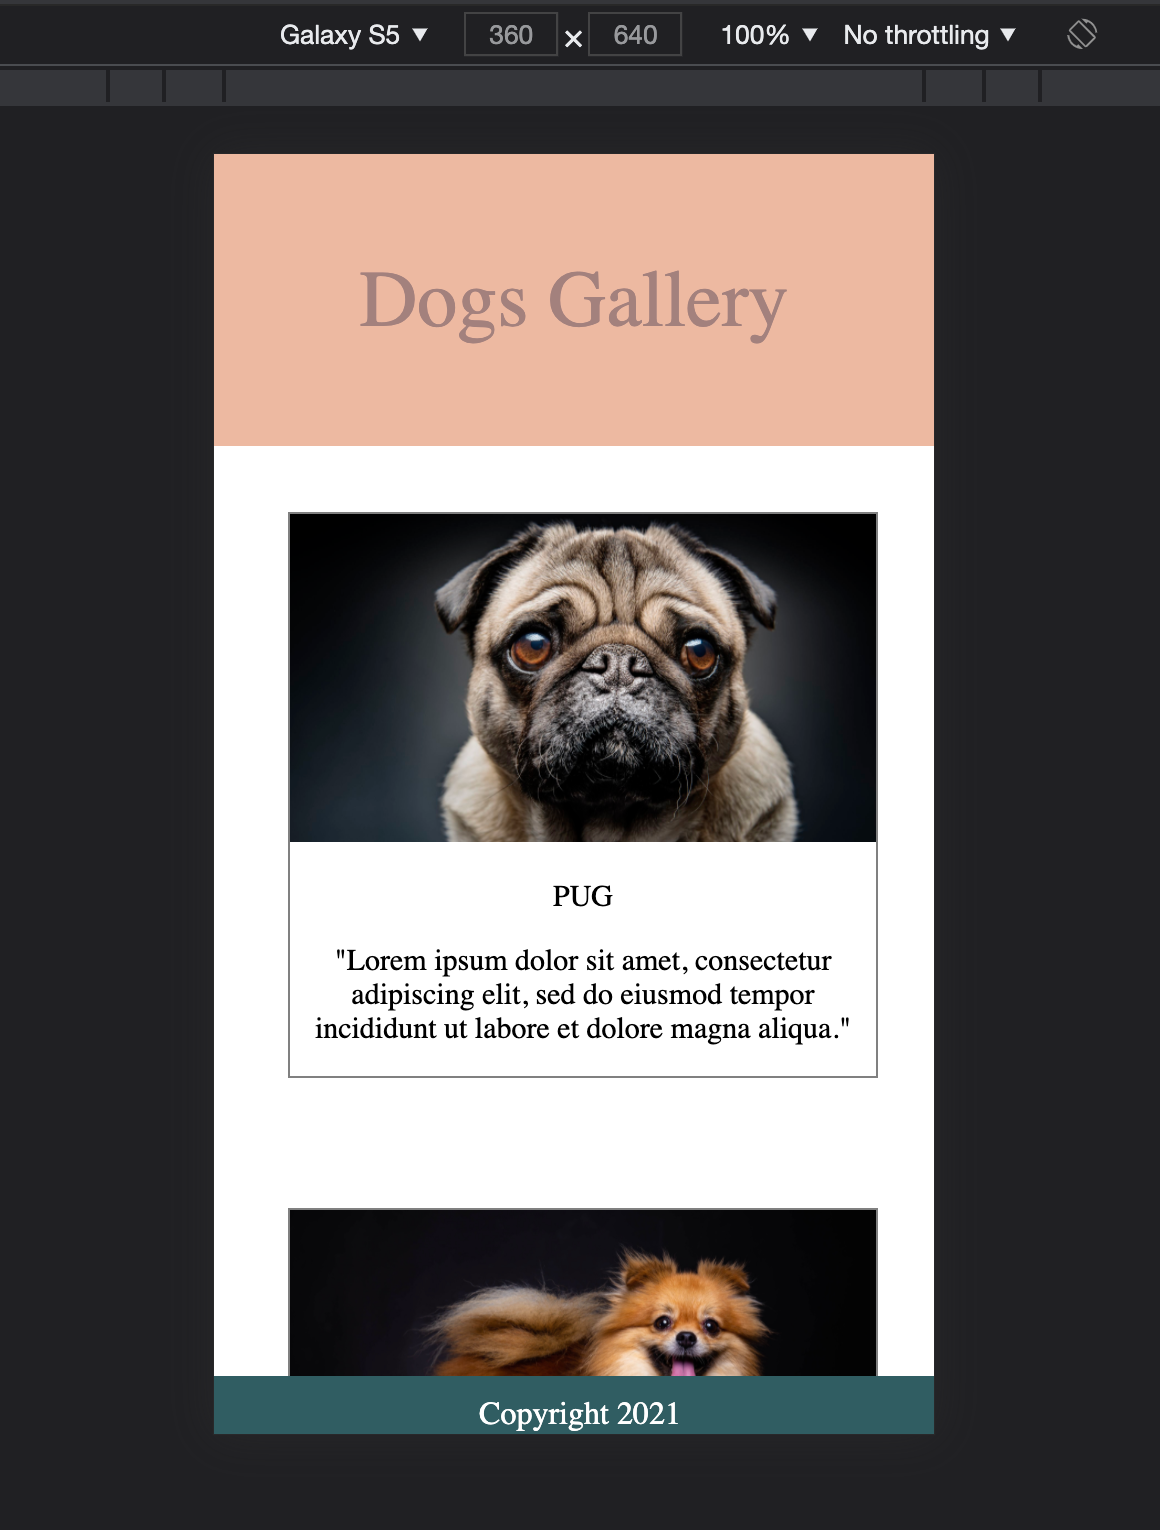 Galaxy S5 ▼ 360 × 640 100% ▼ No throttling ▼
Dogs Gallery
PUG
"Lorem ipsum dolor sit amet, consectetur
adipiscing elit, sed do eiusmod tempor
incididunt ut labore et dolore magna aliqua."
Copyright 2021